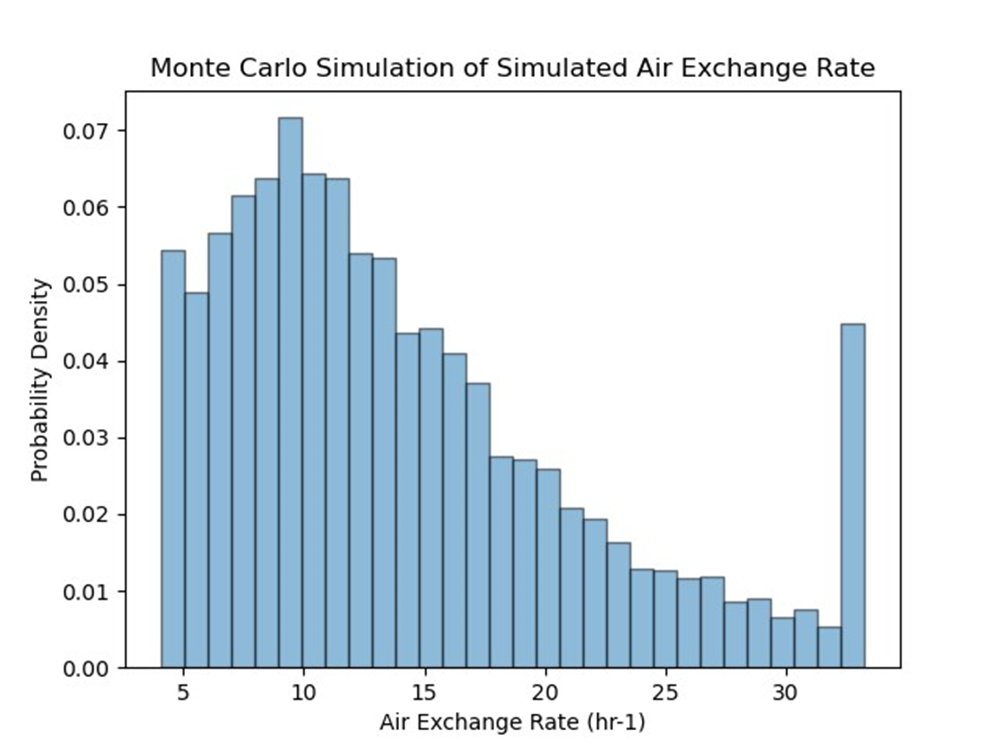 Monte Carlo Simulation of Simulated Air Exchange Rate
Probability Density
0.07
0.06
0.05
0.04
0.03
0.02
0.01
0.00
5 10 15 20 25 30
Air Exchange Rate (hr-1)